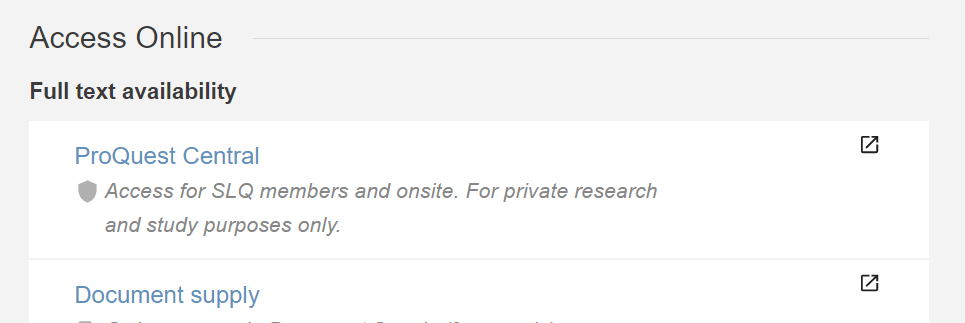 Access Online
Full text availability
ProQuest Central
Access for SLQ members and onsite. For private research
and study purposes only.
Document supply